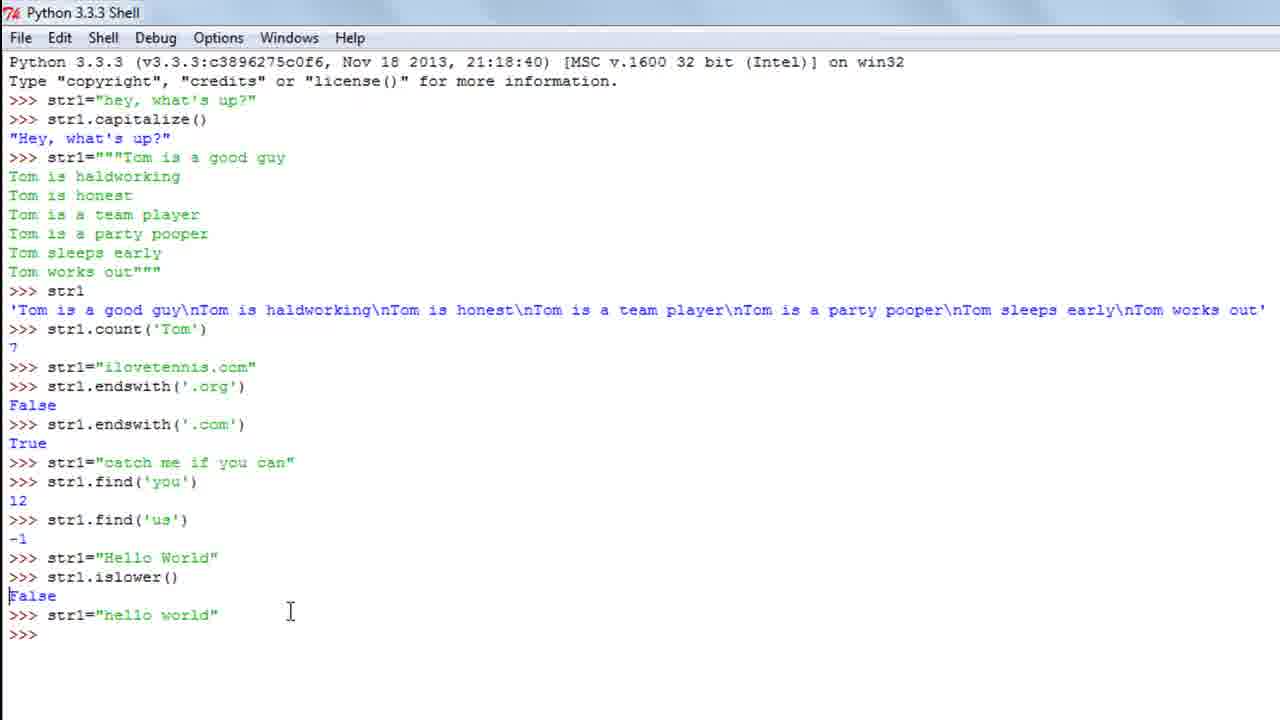 Python 3.3.3 Shell
File Edit Shell Debug Options Windows Help
Python 3.3.3 (v3.3.3:c3896275c0f6, Nov 18 2013, 21:18:40) [MSC v.1600 32 bit (Intel)] on win32
Type "copyright", "credits" or "license()" for more information.
>>> str1="hey, what's up?"
>>> str1.capitalize()
"Hey, what's up?"
>>> str1="""Tom is a good guy
Tom is haldworking
Tom is honest
Tom is a team player
Tom is a party pooper
Tom sleeps early
Tom works out"""
>>> str1
'Tom is a good guy\nTom is haldworking\nTom is honest\nTom is a team player\nTom is a party pooper\nTom sleeps early\nTom works out'
>>> str1.count('Tom')
7
>>> str1="ilovetennis.com"
>>> str1.endswith('.org')
False
>>> str1.endswith('.com')
True
>>> str1="catch me if you can"
>>> str1.find('you')
12
>>> str1.find('us')
-1
>>> str1="Hello World"
>>> str1.islower()
False
>>> str1="hello world"
>>>